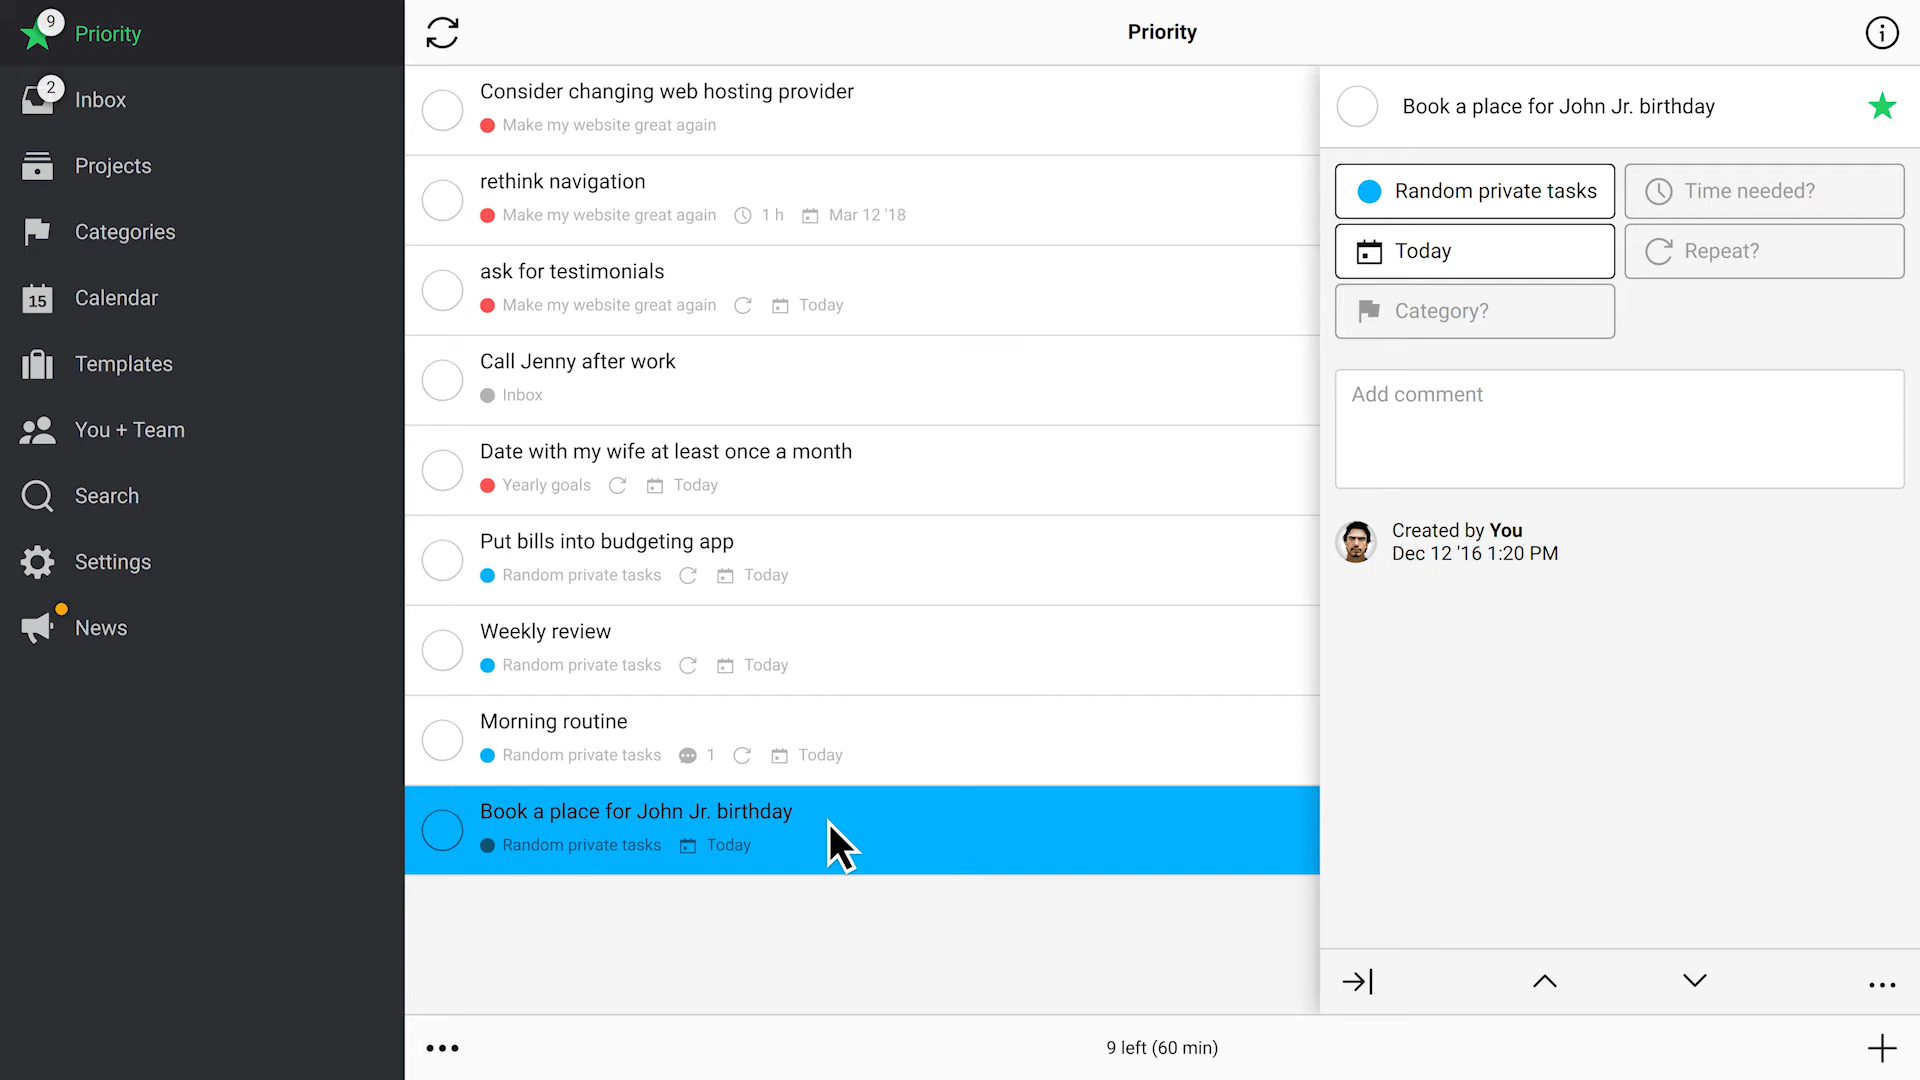 9
Priority
2
Inbox
Projects
Categories
15
Calendar
Templates
You + Team
Search
Settings
News
Priority
Consider changing web hosting provider
Make my website great again
rethink navigation
Make my website great again 1 h Mar 12 '18
ask for testimonials
Make my website great again Today
Call Jenny after work
Inbox
Date with my wife at least once a month
Yearly goals Today
Put bills into budgeting app
Random private tasks Today
Weekly review
Random private tasks Today
Morning routine
Random private tasks 1 Today
Book a place for John Jr. birthday
Random private tasks Today
9 left (60 min)
Book a place for John Jr. birthday
Random private tasks Time needed?
Today Repeat?
Category?
Add comment
Created by You
Dec 12 '16 1:20 PM